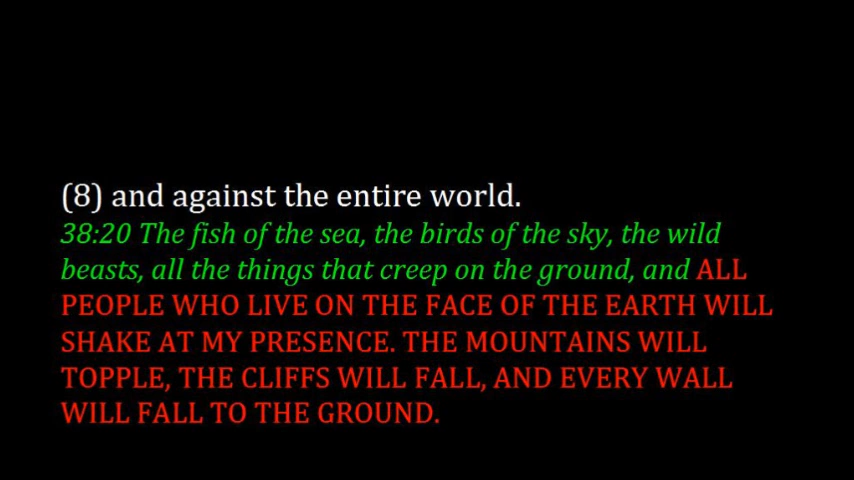 (8) and against the entire world.
38:20 The fish of the sea, the birds of the sky, the wild
beasts, all the things that creep on the ground, and ALL
PEOPLE WHO LIVE ON THE FACE OF THE EARTH WILL
SHAKE AT MY PRESENCE. THE MOUNTAINS WILL
TOPPLE, THE CLIFFS WILL FALL, AND EVERY WALL
WILL FALL TO THE GROUND.